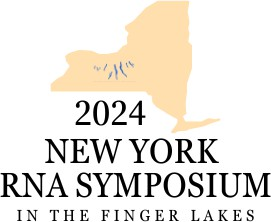 2024
NEW YORK
RNA SYMPOSIUM
IN THE FINGER LAKES